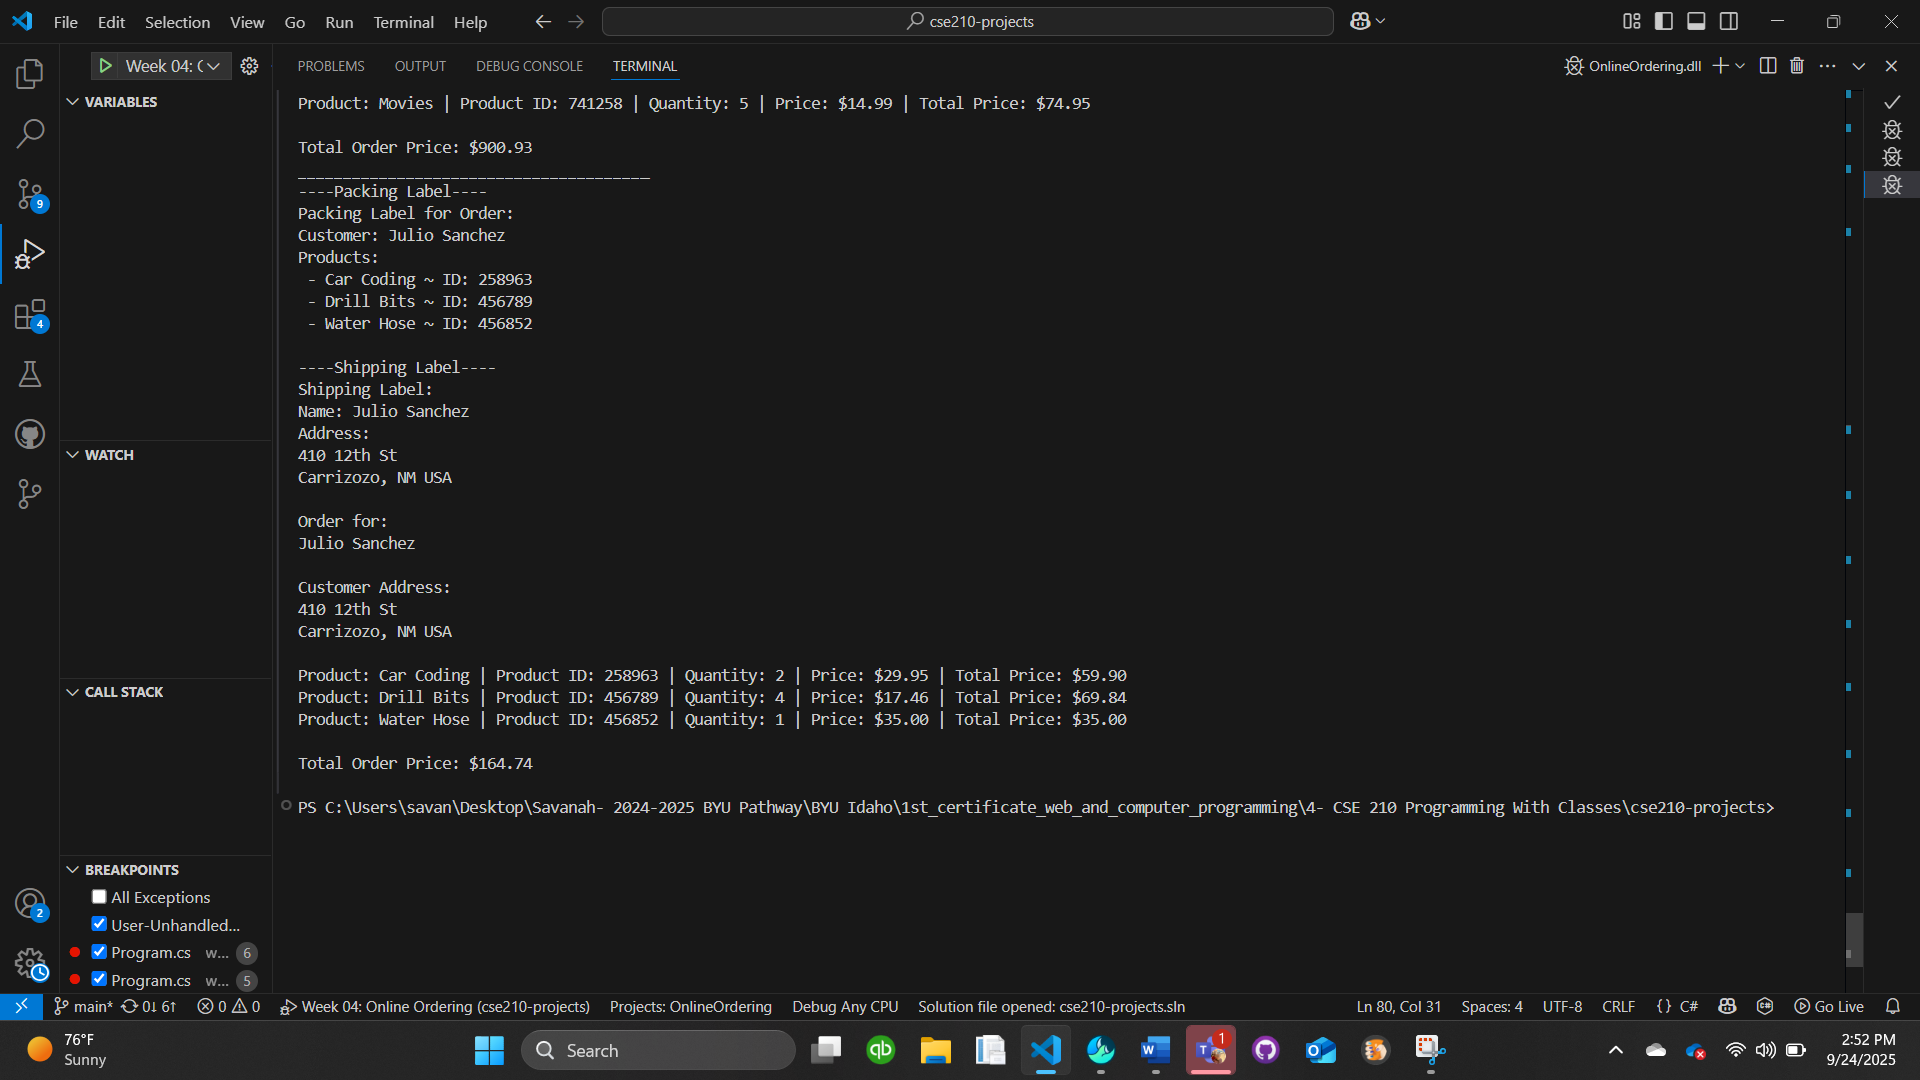 File Edit Selection View Go Run Terminal Help
cse210-projects
Week 04: C
PROBLEMS OUTPUT DEBUG CONSOLE TERMINAL
OnlineOrdering.dll
VARIABLES
Product: Movies | Product ID: 741258 | Quantity: 5 | Price: $14.99 | Total Price: $74.95
Total Order Price: $900.93
_______________________________________
----Packing Label----
Packing Label for Order:
Customer: Julio Sanchez
Products:
- Car Coding ~ ID: 258963
- Drill Bits ~ ID: 456789
- Water Hose ~ ID: 456852
----Shipping Label----
Shipping Label:
Name: Julio Sanchez
Address:
410 12th St
Carrizozo, NM USA
Order for:
Julio Sanchez
Customer Address:
410 12th St
Carrizozo, NM USA
Product: Car Coding | Product ID: 258963 | Quantity: 2 | Price: $29.95 | Total Price: $59.90
Product: Drill Bits | Product ID: 456789 | Quantity: 4 | Price: $17.46 | Total Price: $69.84
Product: Water Hose | Product ID: 456852 | Quantity: 1 | Price: $35.00 | Total Price: $35.00
Total Order Price: $164.74
PS C:\Users\savan\Desktop\Savanah- 2024-2025 BYU Pathway\BYU Idaho\1st_certificate_web_and_computer_programming\4- CSE 210 Programming With Classes\cse210-projects>
WATCH
CALL STACK
BREAKPOINTS
All Exceptions
User-Unhandled...
Program.cs w... 6
Program.cs w... 5
9
4
2
main* 0↓ 6↑ 0 0 Week 04: Online Ordering (cse210-projects) Projects: OnlineOrdering Debug Any CPU Solution file opened: cse210-projects.sln Ln 80, Col 31 Spaces: 4 UTF-8 CRLF {} C# Go Live
76°F
Sunny
Search
qb
W
T
1
O
2:52 PM
9/24/2025